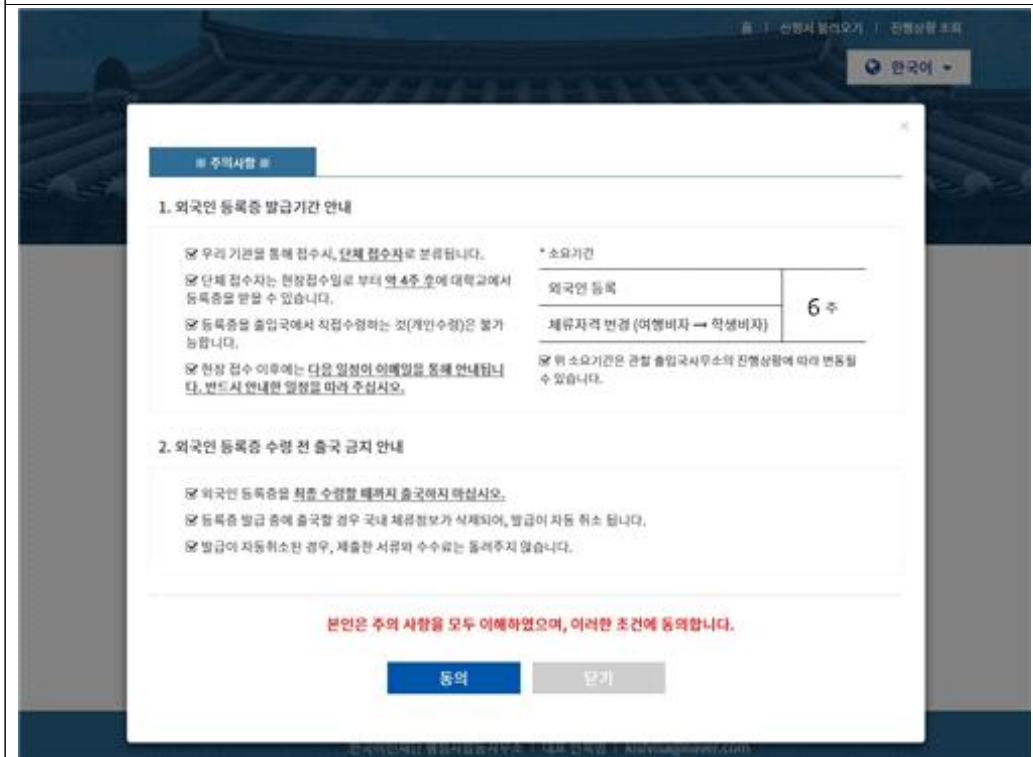 홈 | 신청서 불러오기 | 진행상황 조회
한국어
※ 주의사항 ※
1. 외국인 등록증 발급기간 안내
우리 기관을 통해 접수시, 단체 접수자로 분류됩니다.
단체 접수자는 현장접수일로 부터 약 4주 후에 대학교에서
등록증을 받을 수 있습니다.
등록증을 출입국에서 직접수령하는 것(개인수령)은 불가
능합니다.
현장 접수 이후에는 다음 일정이 이메일을 통해 안내됩니
다. 반드시 안내한 일정을 따라 주십시오.
* 소요기간
외국인 등록
체류자격 변경 (여행비자 → 학생비자)
6 주
위 소요기간은 관할 출입국사무소의 진행상황에 따라 변동될
수 있습니다.
2. 외국인 등록증 수령 전 출국 금지 안내
외국인 등록증을 최종 수령할 때까지 출국하지 마십시오.
등록증 발급 중에 출국할 경우 국내 체류정보가 삭제되어, 발급이 자동 취소 됩니다.
발급이 자동취소된 경우, 제출한 서류와 수수료는 돌려주지 않습니다.
본인은 주의 사항을 모두 이해하였으며, 이러한 조건에 동의합니다.
동의
닫기